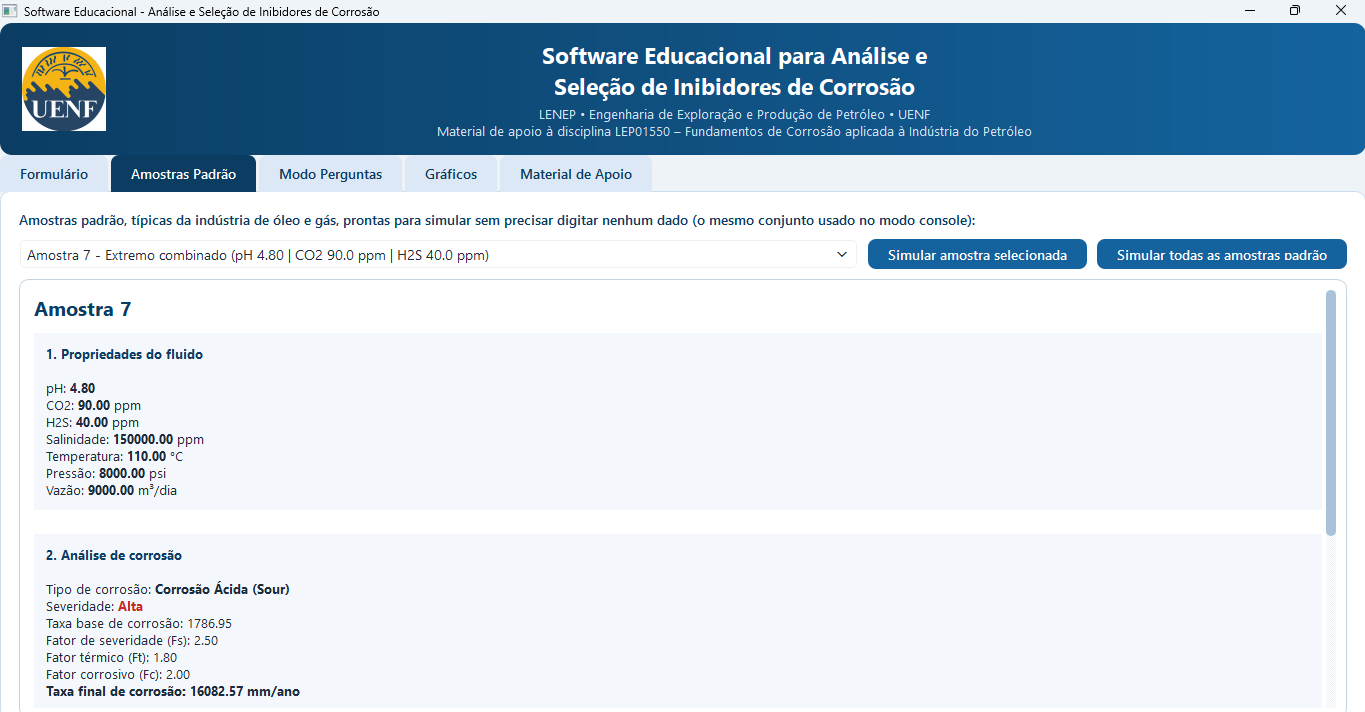 Software Educacional - Análise e Seleção de Inibidores de Corrosão
UENF
Software Educacional para Análise e
Seleção de Inibidores de Corrosão
LENEP • Engenharia de Exploração e Produção de Petróleo • UENF
Material de apoio à disciplina LEP01550 – Fundamentos de Corrosão aplicada à Indústria do Petróleo
Formulário
Amostras Padrão
Modo Perguntas
Gráficos
Material de Apoio
Amostras padrão, típicas da indústria de óleo e gás, prontas para simular sem precisar digitar nenhum dado (o mesmo conjunto usado no modo console):
Amostra 7 - Extremo combinado (pH 4.80 | CO2 90.0 ppm | H2S 40.0 ppm)
Simular amostra selecionada
Simular todas as amostras padrão
Amostra 7
1. Propriedades do fluido
pH: 4.80
CO2: 90.00 ppm
H2S: 40.00 ppm
Salinidade: 150000.00 ppm
Temperatura: 110.00 °C
Pressão: 8000.00 psi
Vazão: 9000.00 m³/dia
2. Análise de corrosão
Tipo de corrosão: Corrosão Ácida (Sour)
Severidade: Alta
Taxa base de corrosão: 1786.95
Fator de severidade (Fs): 2.50
Fator térmico (Ft): 1.80
Fator corrosivo (Fc): 2.00
Taxa final de corrosão: 16082.57 mm/ano